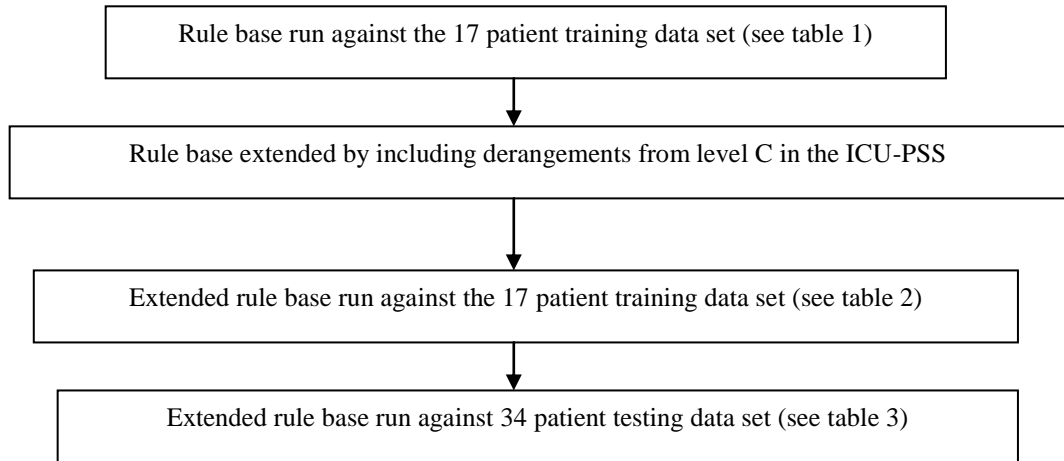 Rule base run against the 17 patient training data set (see table 1)
Rule base extended by including derangements from level C in the ICU-PSS
Extended rule base run against the 17 patient training data set (see table 2)
Extended rule base run against 34 patient testing data set (see table 3)